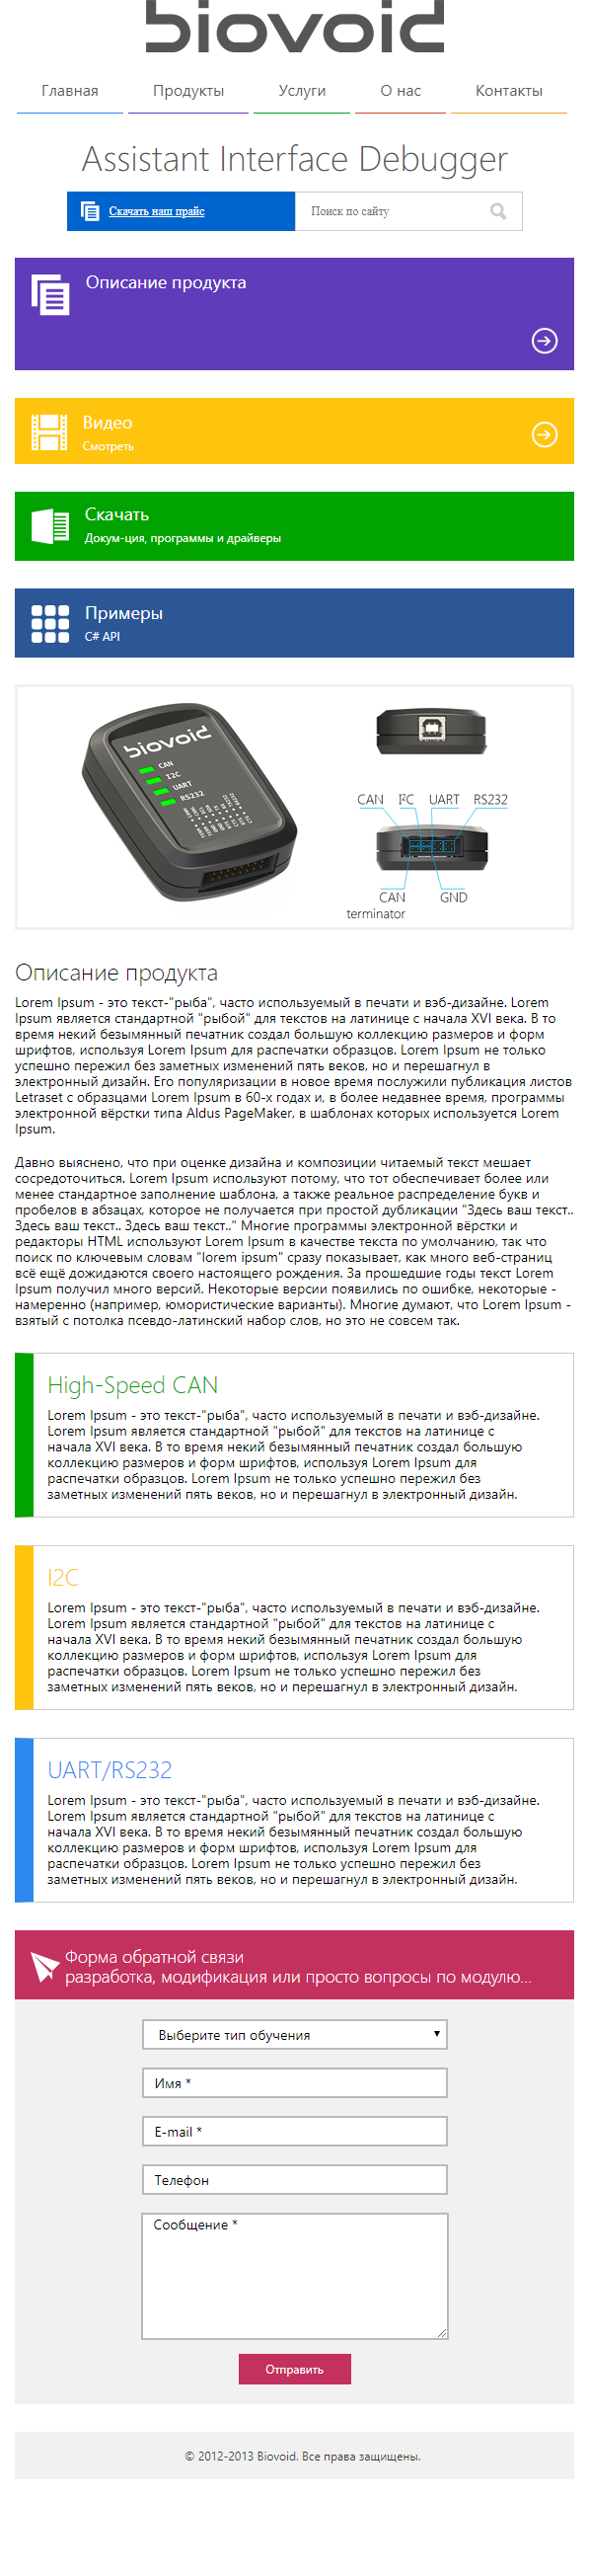 biovoid
Главная Продукты Услуги О нас Контакты
Assistant Interface Debugger
Скачать наш прайс
Поиск по сайту
Описание продукта
Видео
Смотреть
Скачать
Докум-ция, программы и драйверы
Примеры
C# API
biovoid
CAN
I2C
UART
RS232
CAN I²C UART RS232
CAN GND
terminator
Описание продукта
Lorem Ipsum - это текст-"рыба", часто используемый в печати и вэб-дизайне. Lorem
Ipsum является стандартной "рыбой" для текстов на латинице с начала XVI века. В то
время некий безымянный печатник создал большую коллекцию размеров и форм
шрифтов, используя Lorem Ipsum для распечатки образцов. Lorem Ipsum не только
успешно пережил без заметных изменений пять веков, но и перешагнул в
электронный дизайн. Его популяризации в новое время послужили публикация листов
Letraset с образцами Lorem Ipsum в 60-х годах и, в более недавнее время, программы
электронной вёрстки типа Aldus PageMaker, в шаблонах которых используется Lorem
Ipsum.
Давно выяснено, что при оценке дизайна и композиции читаемый текст мешает
сосредоточиться. Lorem Ipsum используют потому, что тот обеспечивает более или
менее стандартное заполнение шаблона, а также реальное распределение букв и
пробелов в абзацах, которое не получается при простой дубликации "Здесь ваш текст..
Здесь ваш текст.. Здесь ваш текст.." Многие программы электронной вёрстки и
редакторы HTML используют Lorem Ipsum в качестве текста по умолчанию, так что
поиск по ключевым словам "lorem ipsum" сразу показывает, как много веб-страниц
всё ещё дожидаются своего настоящего рождения. За прошедшие годы текст Lorem
Ipsum получил много версий. Некоторые версии появились по ошибке, некоторые -
намеренно (например, юмористические варианты). Многие думают, что Lorem Ipsum -
взятый с потолка псевдо-латинский набор слов, но это не совсем так.
High-Speed CAN
Lorem Ipsum - это текст-"рыба", часто используемый в печати и вэб-дизайне.
Lorem Ipsum является стандартной "рыбой" для текстов на латинице с
начала XVI века. В то время некий безымянный печатник создал большую
коллекцию размеров и форм шрифтов, используя Lorem Ipsum для
распечатки образцов. Lorem Ipsum не только успешно пережил без
заметных изменений пять веков, но и перешагнул в электронный дизайн.
I2C
Lorem Ipsum - это текст-"рыба", часто используемый в печати и вэб-дизайне.
Lorem Ipsum является стандартной "рыбой" для текстов на латинице с
начала XVI века. В то время некий безымянный печатник создал большую
коллекцию размеров и форм шрифтов, используя Lorem Ipsum для
распечатки образцов. Lorem Ipsum не только успешно пережил без
заметных изменений пять веков, но и перешагнул в электронный дизайн.
UART/RS232
Lorem Ipsum - это текст-"рыба", часто используемый в печати и вэб-дизайне.
Lorem Ipsum является стандартной "рыбой" для текстов на латинице с
начала XVI века. В то время некий безымянный печатник создал большую
коллекцию размеров и форм шрифтов, используя Lorem Ipsum для
распечатки образцов. Lorem Ipsum не только успешно пережил без
заметных изменений пять веков, но и перешагнул в электронный дизайн.
Форма обратной связи
разработка, модификация или просто вопросы по модулю...
Выберите тип обучения
Имя *
E-mail *
Телефон
Сообщение *
Отправить
© 2012-2013 Biovoid. Все права защищены.